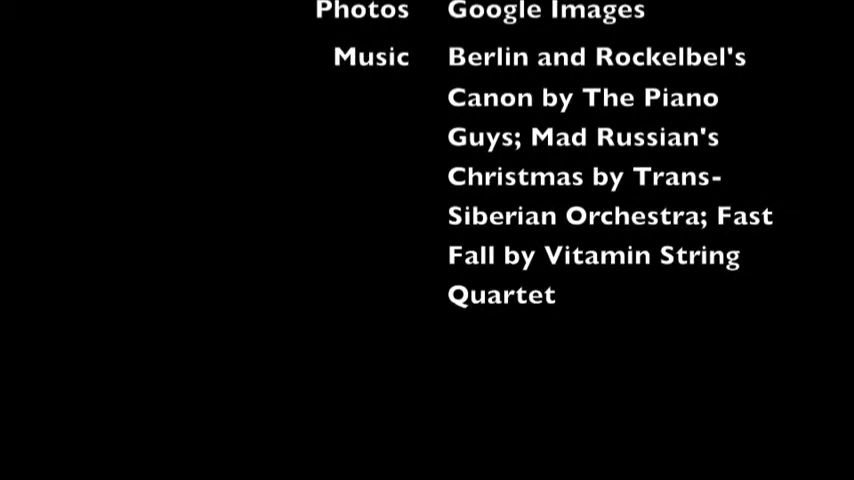 Photos Google Images
Music Berlin and Rockelbel's
Canon by The Piano
Guys; Mad Russian's
Christmas by Trans-
Siberian Orchestra; Fast
Fall by Vitamin String
Quartet